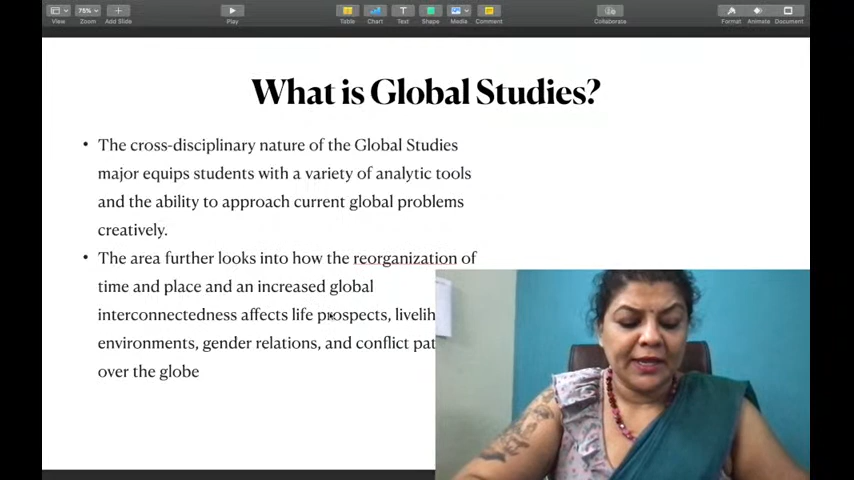 View
75%
Zoom
Add Slide
Play
Table
Chart
Text
Shape
Media
Comment
Collaborate
Format
Animate
Document
What is Global Studies?
• The cross-disciplinary nature of the Global Studies
major equips students with a variety of analytic tools
and the ability to approach current global problems
creatively.
• The area further looks into how the reorganization of
time and place and an increased global
interconnectedness affects life prospects,
environments, gender relations, and conflict
over the globe